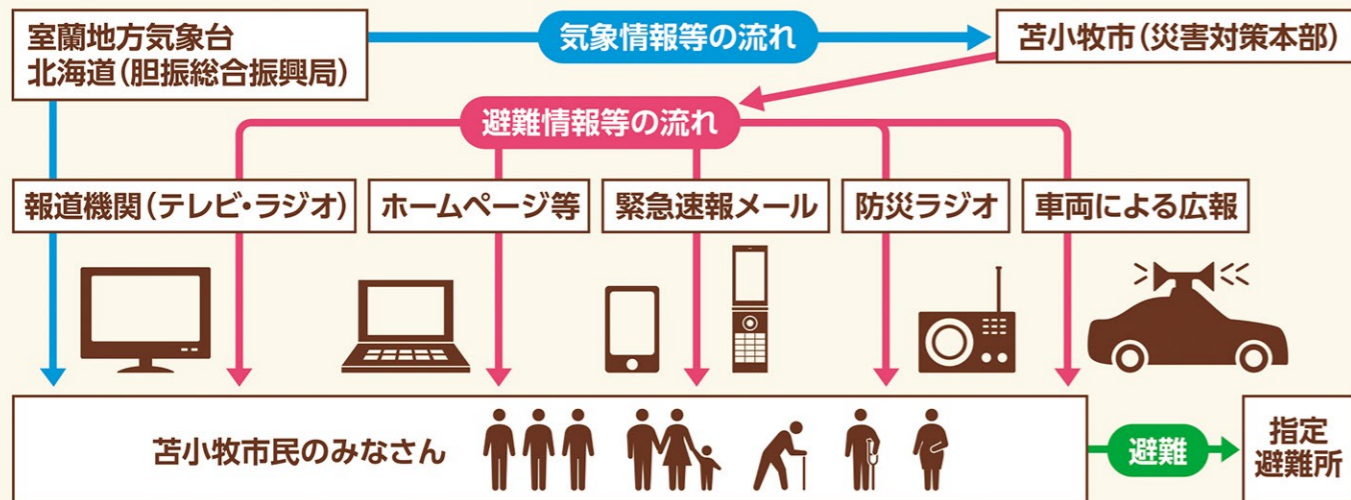 室蘭地方気象台
北海道(胆振総合振興局)
気象情報等の流れ
苫小牧市(災害対策本部)
避難情報等の流れ
報道機関(テレビ・ラジオ)
ホームページ等
緊急速報メール
防災ラジオ
車両による広報
苫小牧市民のみなさん
避難
指定
避難所